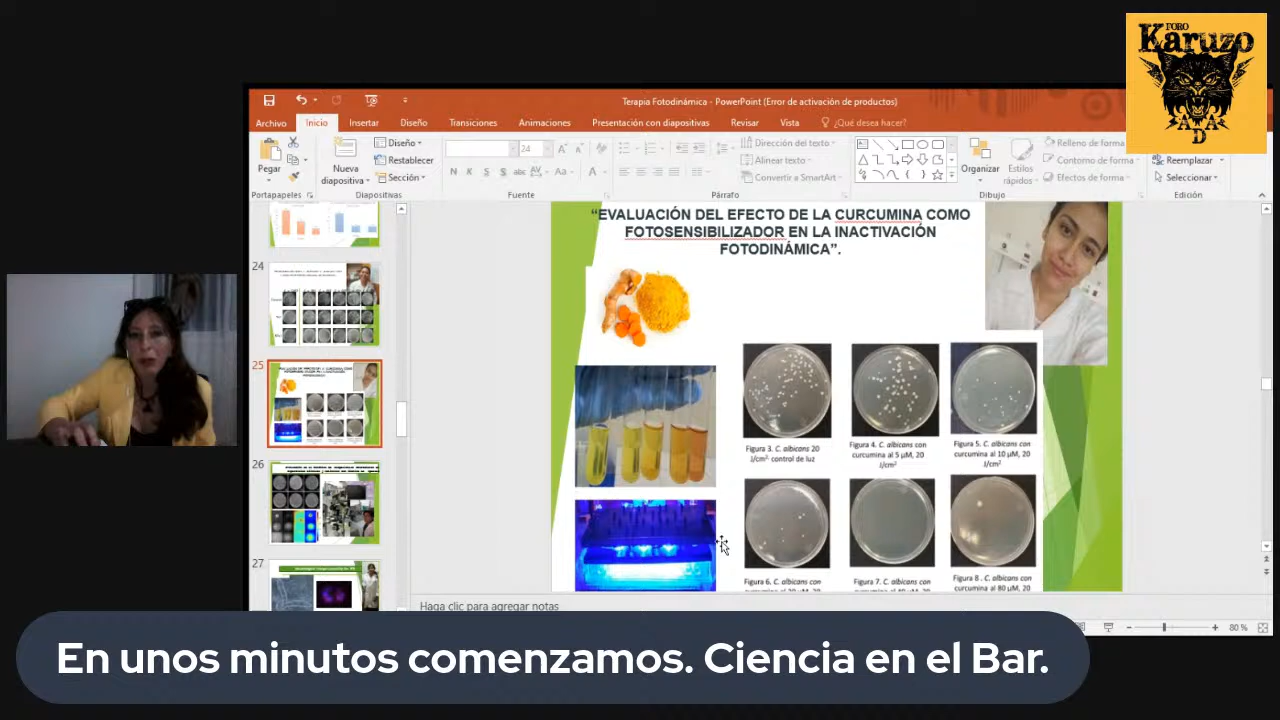 FORO
Karuzo
Terapia Fotodinámica - PowerPoint (Error de activación de productos)
Archivo
Inicio
Insertar
Diseño
Transiciones
Animaciones
Presentación con diapositivas
Revisar
Vista
¿Qué desea hacer?
Pegar
Nueva
diapositiva
Diseño
Restablecer
Sección
24
N K S S abc AV Aa A
Dirección del texto
Alinear texto
Convertir a SmartArt
Organizar
Estilos
rápidos
Relleno de forma
Contorno de forma
Efectos de forma
Reemplazar
Seleccionar
Portapapeles
Diapositivas
Fuente
Párrafo
Dibujo
Edición
24
25
26
27
“EVALUACIÓN DEL EFECTO DE LA CURCUMINA COMO
FOTOSENSIBILIZADOR EN LA INACTIVACIÓN
FOTODINÁMICA”.
Figura 3. C. albicans 20
J/cm² control de luz
Figura 4. C. albicans con
curcumina al 5 µM, 20
J/cm²
Figura 5. C. albicans con
curcumina al 10 µM, 20
J/cm²
Figura 6. C. albicans con
Figura 7. C. albicans con
Figura 8 . C. albicans con
curcumina al 80 µM, 20
Haga clic para agregar notas
80 %
En unos minutos comenzamos. Ciencia en el Bar.